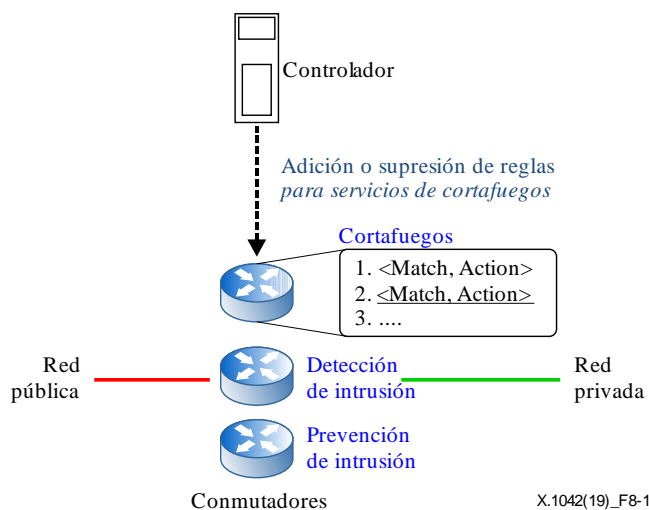 Controlador
Adición o supresión de reglas
para servicios de cortafuegos
Cortafuegos
1. <Match, Action>
2. <Match, Action>
3. ....
Red
pública
Detección
de intrusión
Red
privada
Prevención
de intrusión
Conmutadores
X.1042(19)_F8-1